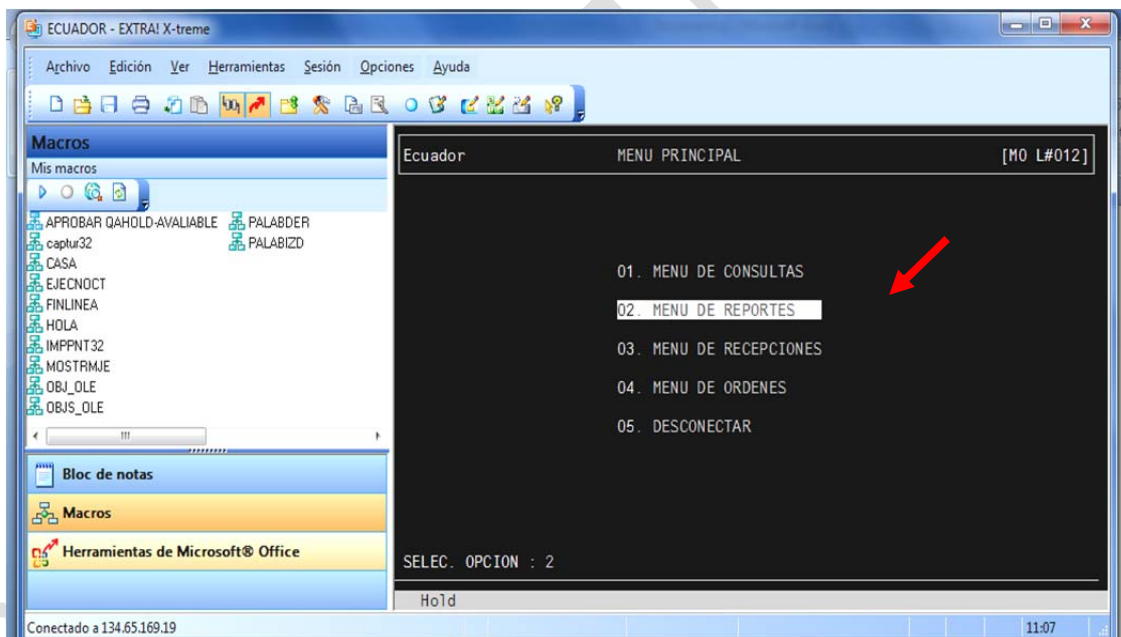 ECUADOR - EXTRA! X-treme
Archivo Edición Ver Herramientas Sesión Opciones Ayuda
Macros
Mis macros
APROBAR QAHOLD-AVALIABLE PALABDER
captur32 PALABIZD
CASA
EJECNOCT
FINLINEA
HOLA
IMPPNT32
MOSTRMJE
OBJ_OLE
OBJS_OLE
Bloc de notas
Macros
Herramientas de Microsoft® Office
Ecuador MENU PRINCIPAL [M0 L#012]
01. MENU DE CONSULTAS
02. MENU DE REPORTES
03. MENU DE RECEPCIONES
04. MENU DE ORDENES
05. DESCONECTAR
SELEC. OPCION : 2
Hold
Conectado a 134.65.169.19 11:07